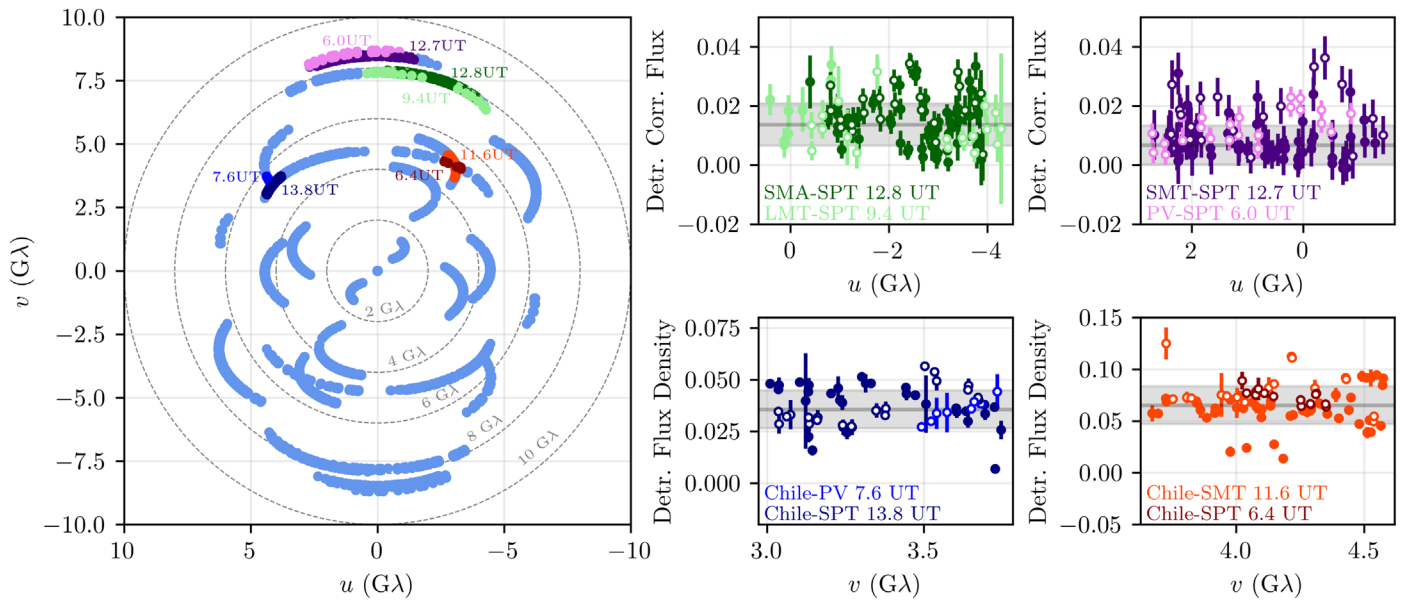 10.0
7.5
5.0
2.5
0.0
−2.5
−5.0
−7.5
−10.0
v (Gλ)
10
5
0
−5
−10
u (Gλ)
6.0UT
12.7UT
12.8UT
9.4UT
11.6UT
6.4UT
7.6UT
13.8UT
2 Gλ
4 Gλ
6 Gλ
8 Gλ
10 Gλ
Detr. Corr. Flux
0.04
0.02
0.00
−0.02
SMA-SPT 12.8 UT
LMT-SPT 9.4 UT
0
−2
−4
u (Gλ)
Detr. Corr. Flux
0.04
0.02
0.00
−0.02
SMT-SPT 12.7 UT
PV-SPT 6.0 UT
2
0
u (Gλ)
Detr. Flux Density
0.075
0.050
0.025
0.000
Chile-PV 7.6 UT
Chile-SPT 13.8 UT
3.0
3.5
v (Gλ)
Detr. Flux Density
0.15
0.10
0.05
0.00
−0.05
Chile-SMT 11.6 UT
Chile-SPT 6.4 UT
4.0
4.5
v (Gλ)